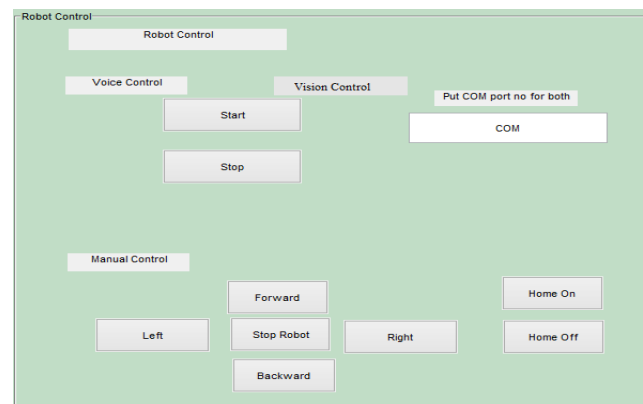 Robot Control
Robot Control
Voice Control
Vision Control
Put COM port no for both
Start
COM
Stop
Manual Control
Forward
Home On
Left
Stop Robot
Right
Home Off
Backward